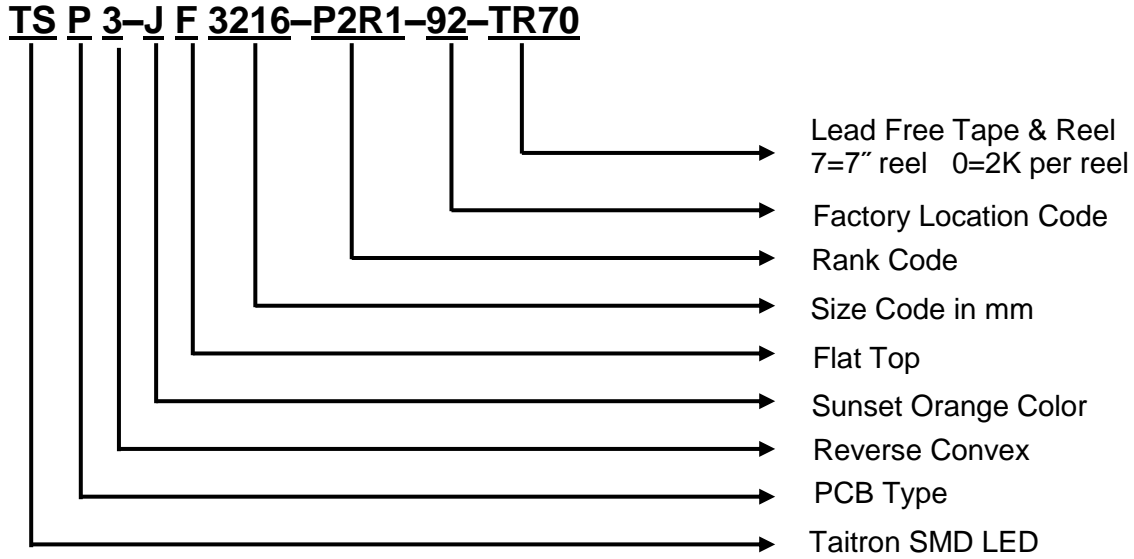 TS P 3–J F 3216–P2R1–92–TR70
Lead Free Tape & Reel
7=7″ reel 0=2K per reel
Factory Location Code
Rank Code
Size Code in mm
Flat Top
Sunset Orange Color
Reverse Convex
PCB Type
Taitron SMD LED